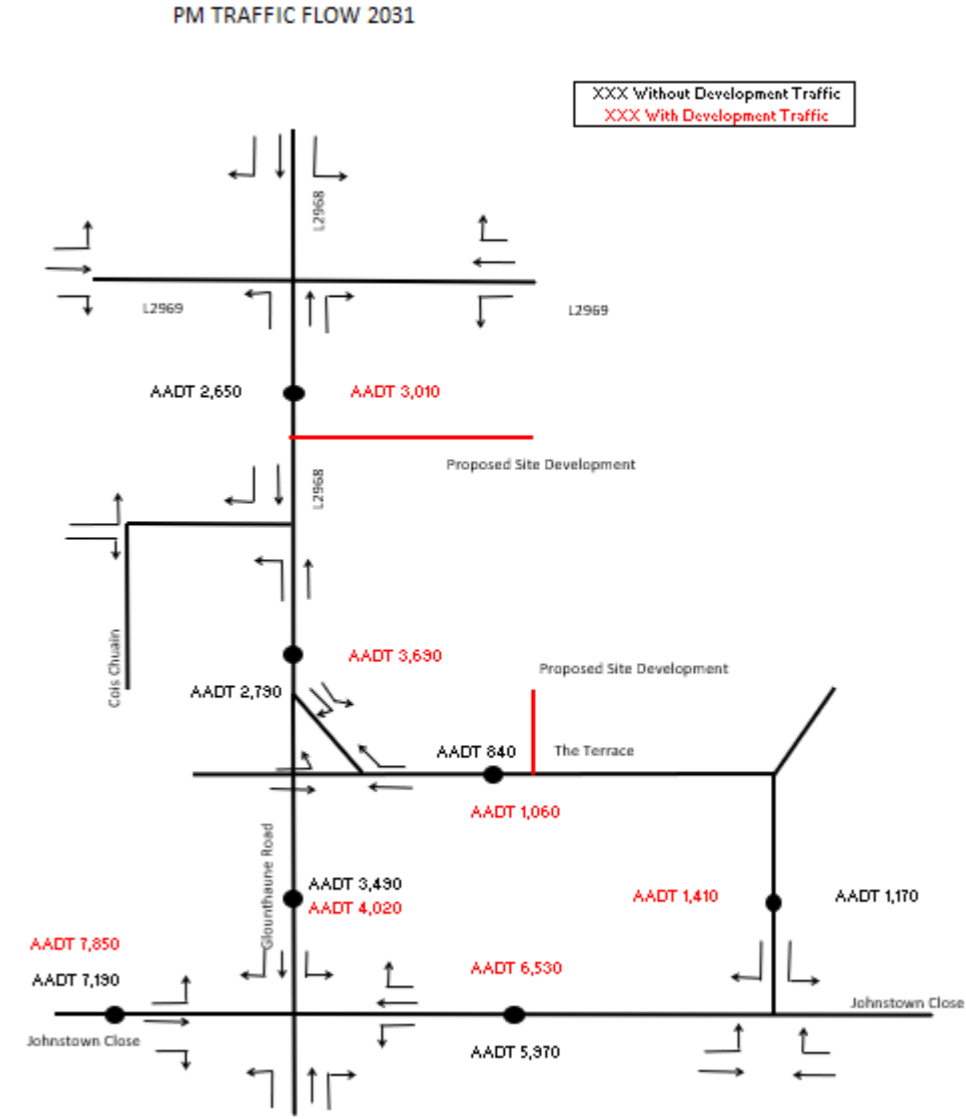 PM TRAFFIC FLOW 2031
XXX Without Development Traffic
XXX With Development Traffic
L2968
L2969
L2969
AADT 2,650
AADT 3,010
Proposed Site Development
L2968
Cois Chuain
AADT 3,690
AADT 2,790
Proposed Site Development
AADT 840
The Terrace
AADT 1,060
Glounthaune Road
AADT 3,490
AADT 4,020
AADT 1,410
AADT 1,170
AADT 7,850
AADT 7,190
AADT 6,530
Johnstown Close
Johnstown Close
AADT 5,970